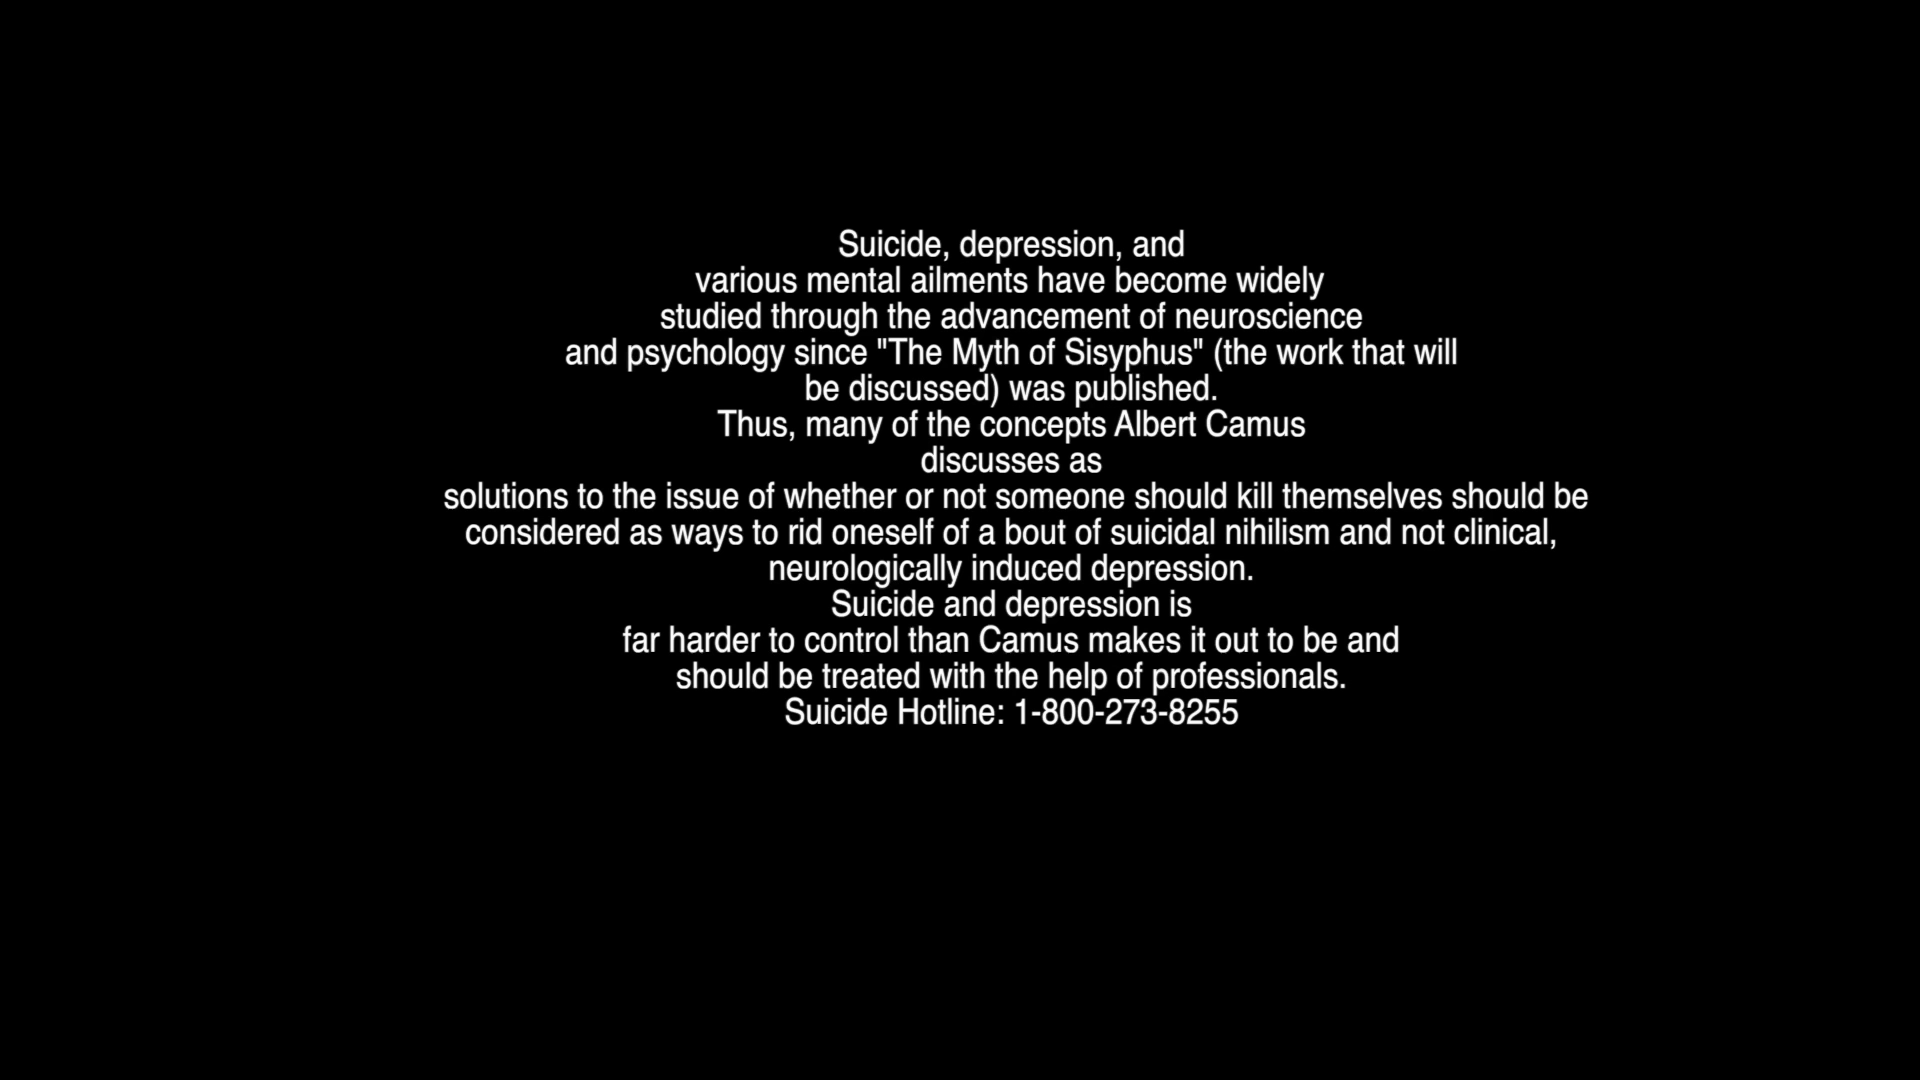 Suicide, depression, and
various mental ailments have become widely
studied through the advancement of neuroscience
and psychology since "The Myth of Sisyphus" (the work that will
be discussed) was published.
Thus, many of the concepts Albert Camus
discusses as
solutions to the issue of whether or not someone should kill themselves should be
considered as ways to rid oneself of a bout of suicidal nihilism and not clinical,
neurologically induced depression.
Suicide and depression is
far harder to control than Camus makes it out to be and
should be treated with the help of professionals.
Suicide Hotline: 1-800-273-8255